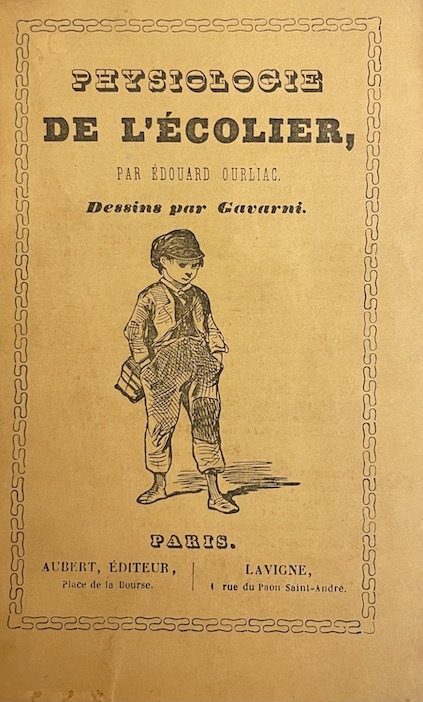 PHYSIOLOGIE
DE L'ÉCOLIER,
PAR ÉDOUARD OURLIAC.
Dessins par Gavarni.
PARIS.
AUBERT, ÉDITEUR,
Place de la Bourse.
LAVIGNE,
1 rue du Paon Saint-André.